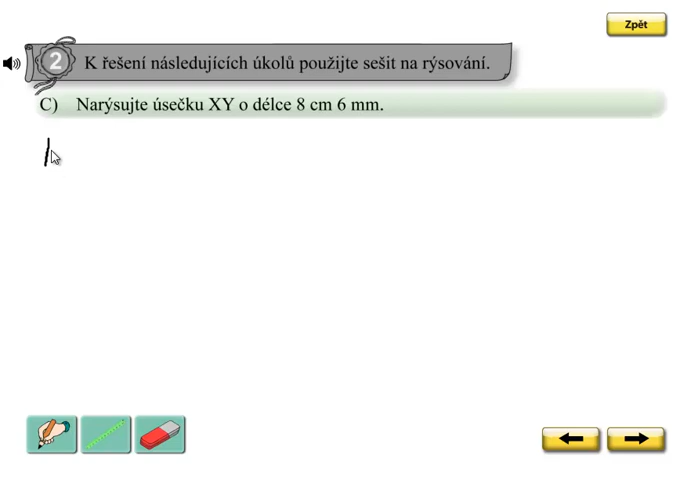 Zpět
2 K řešení následujících úkolů použijte sešit na rýsování.
C) Narýsujte úsečku XY o délce 8 cm 6 mm.